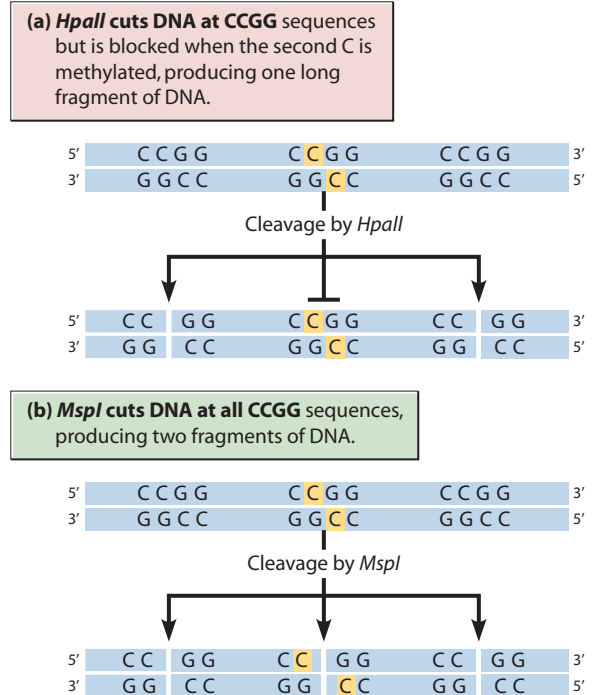 (a) HpaII cuts DNA at CCGG sequences
but is blocked when the second C is
methylated, producing one long
fragment of DNA.
5’ C C G G C C G G C C G G 3’
3’ G G C C G G C C G G C C 5’
Cleavage by HpaII
5’ C C G G C C G G C C G G 3’
3’ G G C C G G C C G G C C 5’
(b) MspI cuts DNA at all CCGG sequences,
producing two fragments of DNA.
5’ C C G G C C G G C C G G 3’
3’ G G C C G G C C G G C C 5’
Cleavage by MspI
5’ C C G G C C G G C C G G 3’
3’ G G C C G G C C G G C C 5’